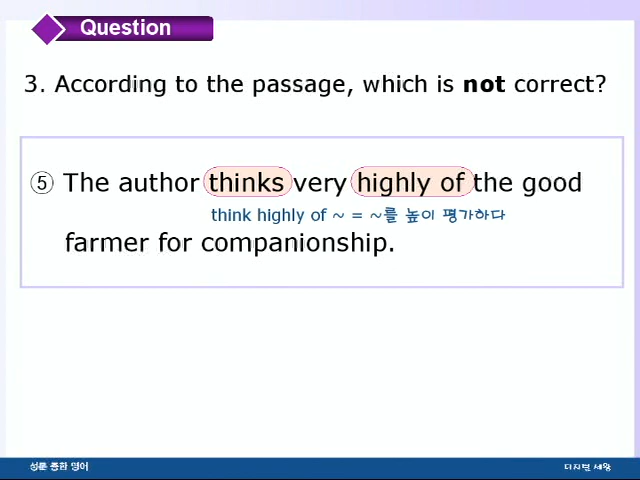 Question
3. According to the passage, which is not correct?
⑤ The author thinks very highly of the good
think highly of ~ = ~를 높이 평가하다
farmer for companionship.
성문 종합 영어
디지털 세왕